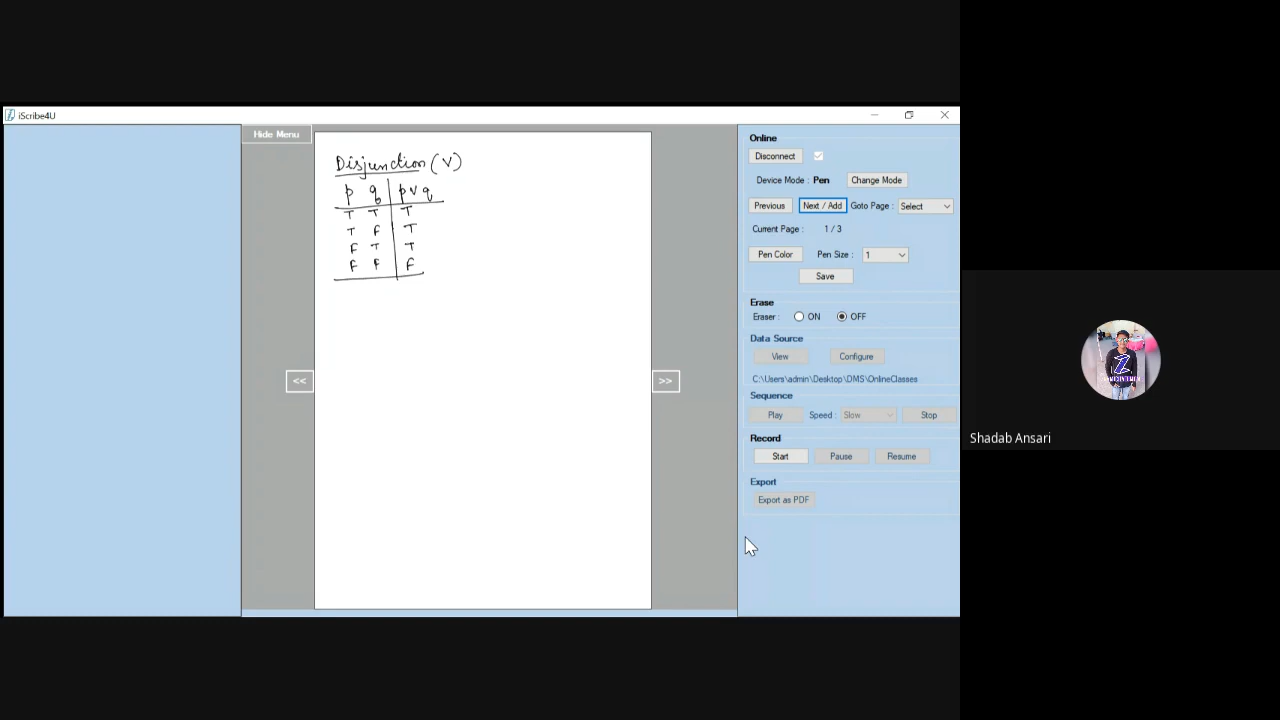 iScribe4U
Hide Menu
Disjunction (V)
p q p v q
T T T
T F T
F T T
F F F
<<
>>
Online
Disconnect
Device Mode : Pen Change Mode
Previous Next / Add Goto Page : Select
Current Page : 1 / 3
Pen Color Pen Size : 1
Save
Erase
Eraser : ON OFF
Data Source
View Configure
C:\Users\admin\Desktop\DMS\OnlineClasses
Sequence
Play Speed : Slow Stop
Record
Start Pause Resume
Export
Export as PDF
Shadab Ansari